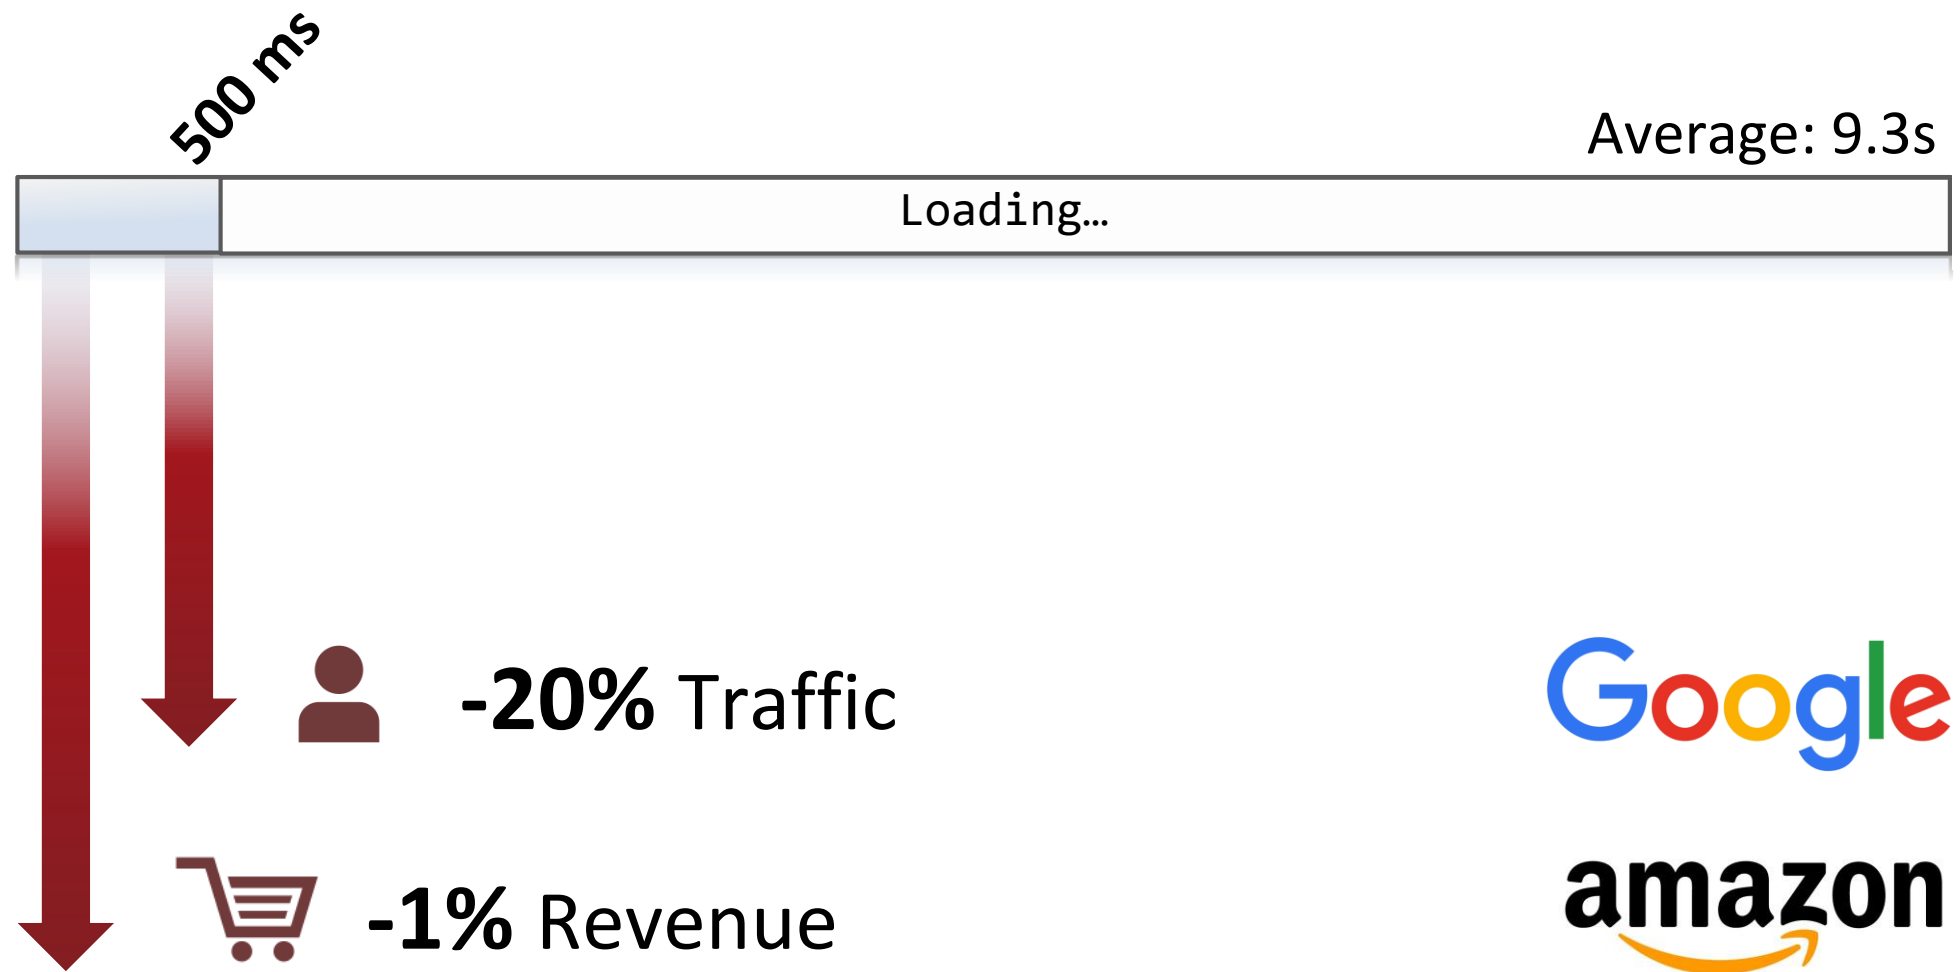 500 ms
Average: 9.3s
Loading…
-20% Traffic
Google
-1% Revenue
amazon